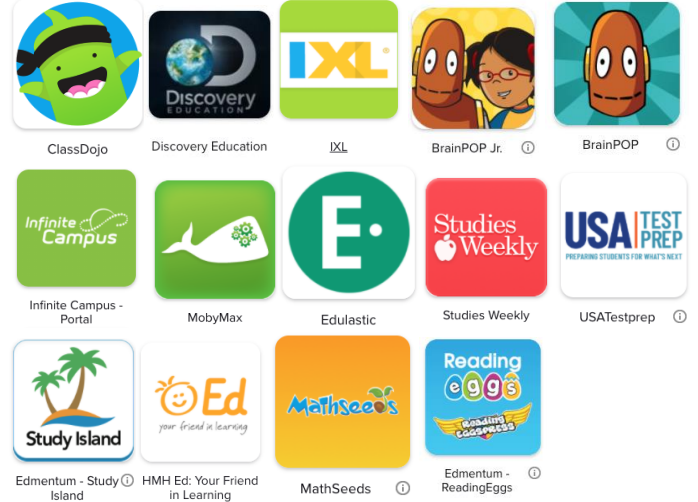 Discovery
EDUCATION
IXL
ClassDojo
Discovery Education
IXL
BrainPOP Jr.
BrainPOP
Infinite
Campus
E
Studies
Weekly
USA TEST PREP
PREPARING STUDENTS FOR WHAT'S NEXT
Infinite Campus -
Portal
MobyMax
Edulastic
Studies Weekly
USATestprep
Study Island
Ed
your friend in learning
Mathseeds
Reading
eggs
Reading
Eggspress
Edmentum - Study
Island
HMH Ed: Your Friend
in Learning
MathSeeds
Edmentum -
ReadingEggs